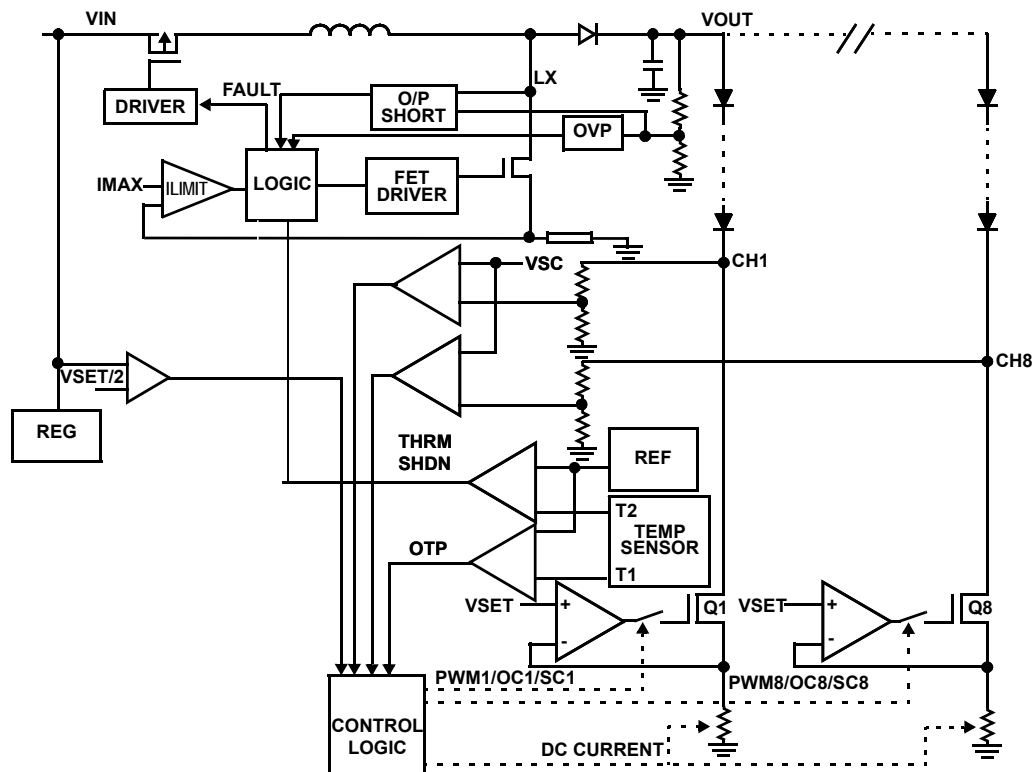 VIN
VOUT
LX
FAULT
DRIVER
O/P
SHORT
OVP
IMAX
ILIMIT
LOGIC
FET
DRIVER
VSC
CH1
CH8
VSET/2
REG
THRM
SHDN
REF
T2
TEMP
SENSOR
T1
OTP
VSET
+
-
Q1
VSET
+
-
Q8
PWM1/OC1/SC1
PWM8/OC8/SC8
CONTROL
LOGIC
DC CURRENT